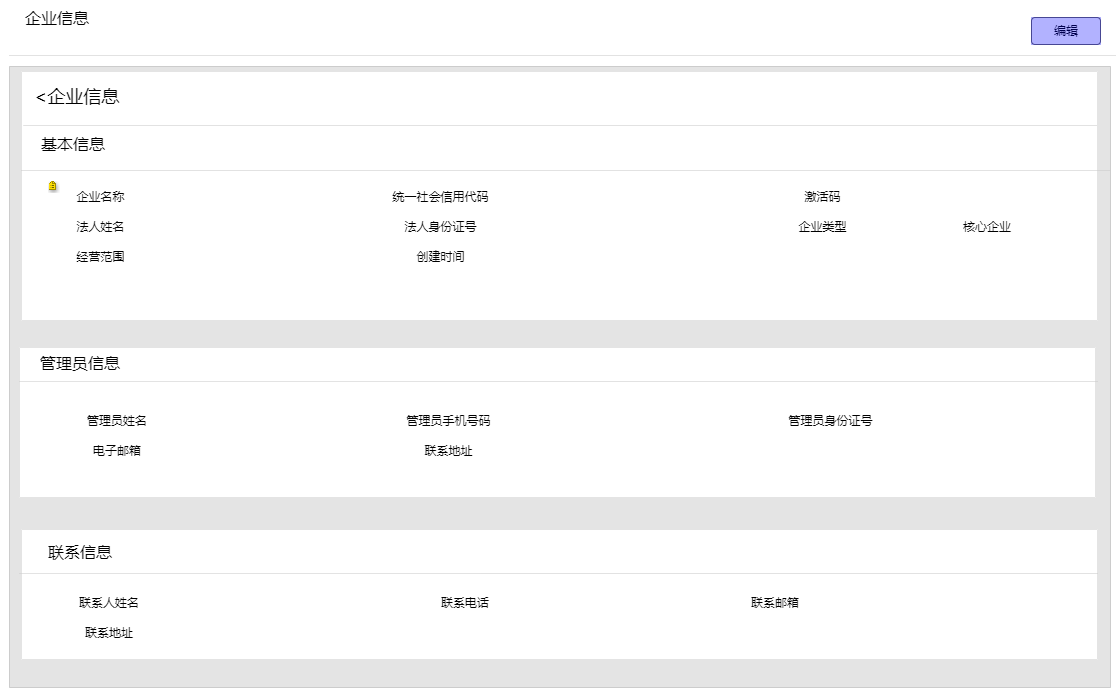 企业信息
编辑
<企业信息
基本信息
企业名称 统一社会信用代码 激活码
法人姓名 法人身份证号 企业类型 核心企业
经营范围 创建时间
管理员信息
管理员姓名 管理员手机号码 管理员身份证号
电子邮箱 联系地址
联系信息
联系人姓名 联系电话 联系邮箱
联系地址